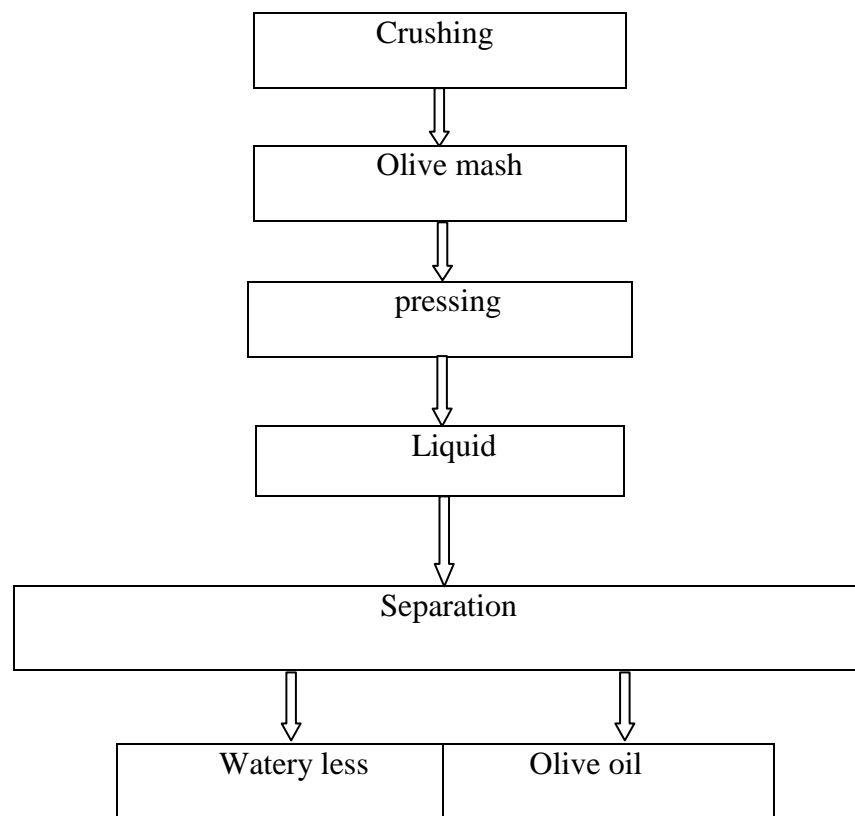 Crushing
Olive mash
pressing
Liquid
Separation
Watery less
Olive oil